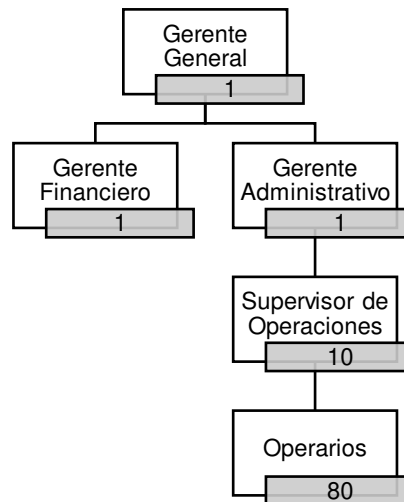 Gerente
General
1
Gerente
Financiero
1
Gerente
Administrativo
1
Supervisor de
Operaciones
10
Operarios
80